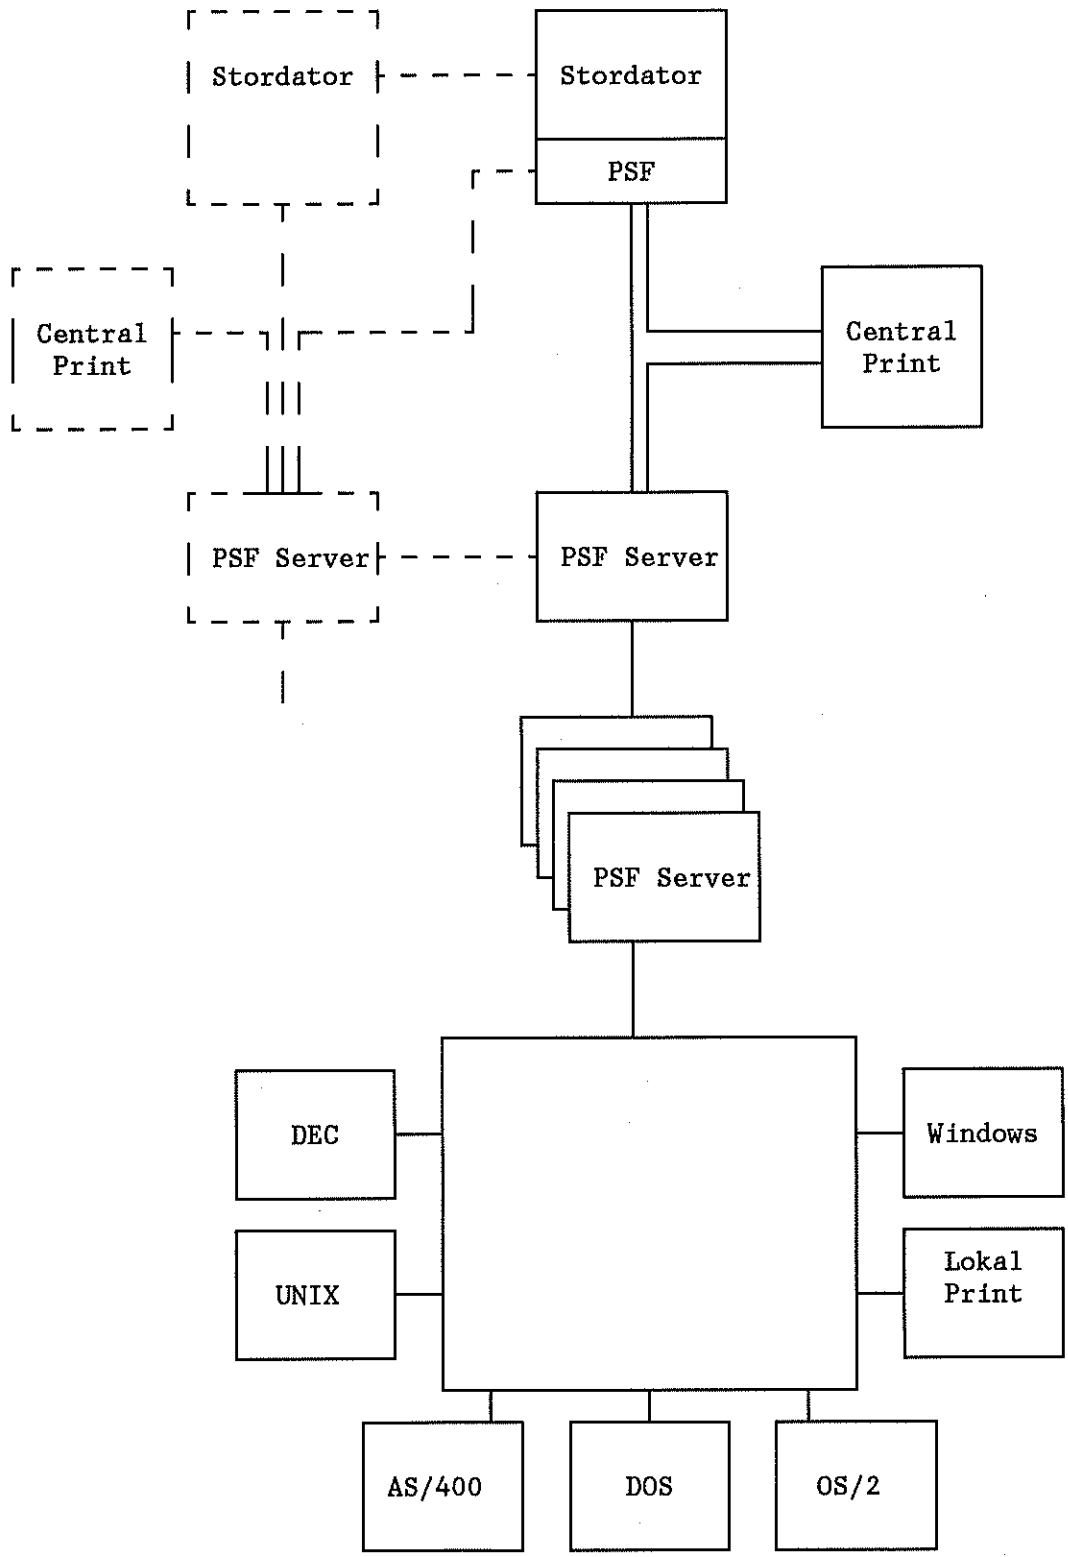 Stordator
Stordator
PSF
Central
Print
Central
Print
PSF Server
PSF Server
PSF Server
DEC
Windows
UNIX
Lokal
Print
AS/400
DOS
OS/2